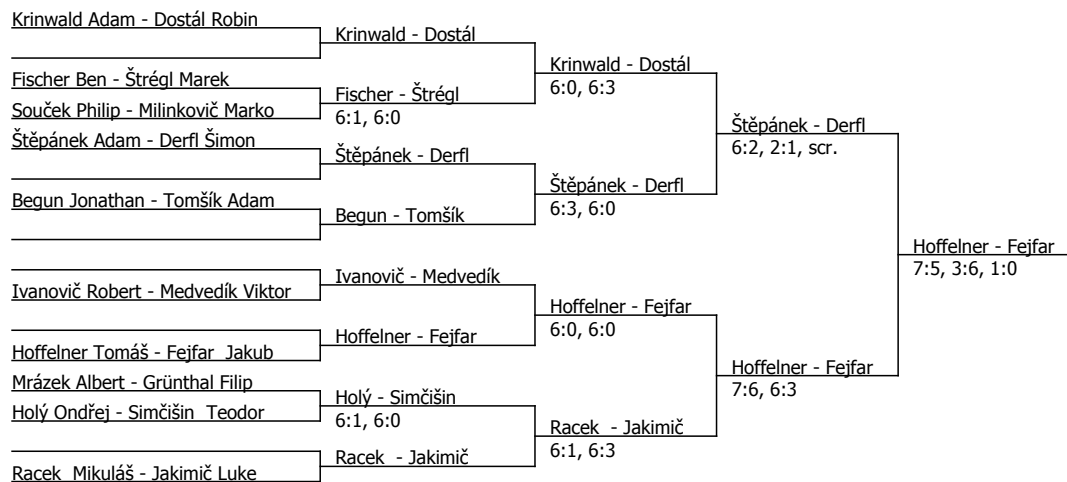 Krinwald Adam - Dostál Robin
Krinwald - Dostál
Krinwald - Dostál
6:0, 6:3
Fischer Ben - Štrégl Marek
Fischer - Štrégl
6:1, 6:0
Souček Philip - Milinkovič Marko
Štěpánek - Derfl
6:2, 2:1, scr.
Štěpánek Adam - Derfl Šimon
Štěpánek - Derfl
Štěpánek - Derfl
6:3, 6:0
Begun Jonathan - Tomšík Adam
Begun - Tomšík
Hoffelner - Fejfar
7:5, 3:6, 1:0
Ivanovič - Medvedík
Ivanovič Robert - Medvedík Viktor
Hoffelner - Fejfar
6:0, 6:0
Hoffelner - Fejfar
Hoffelner Tomáš - Fejfar  Jakub
Hoffelner - Fejfar
7:6, 6:3
Mrázek Albert - Grünthal Filip
Holý - Simčišin
6:1, 6:0
Holý Ondřej - Simčišin  Teodor
Racek  - Jakimič
6:1, 6:3
Racek  - Jakimič
Racek  Mikuláš - Jakimič Luke